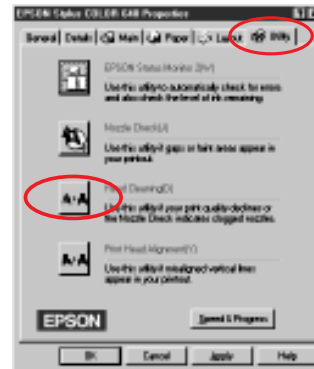 EPSON Stylus COLOR 640 Properties
General Details Main Paper Layout Utility
EPSON Status Monitor 2(W)
Use this utility to automatically check for errors
and also check the level of ink remaining.
Nozzle Check(U)
Use this utility if gaps or faint areas appear in
your printout.
Head Cleaning(D)
Use this utility if your print quality declines or
the Nozzle Check indicates clogged nozzles.
Print Head Alignment(Y)
Use this utility if misaligned vertical lines
appear in your printout.
EPSON Speed & Progress
OK Cancel Apply Help